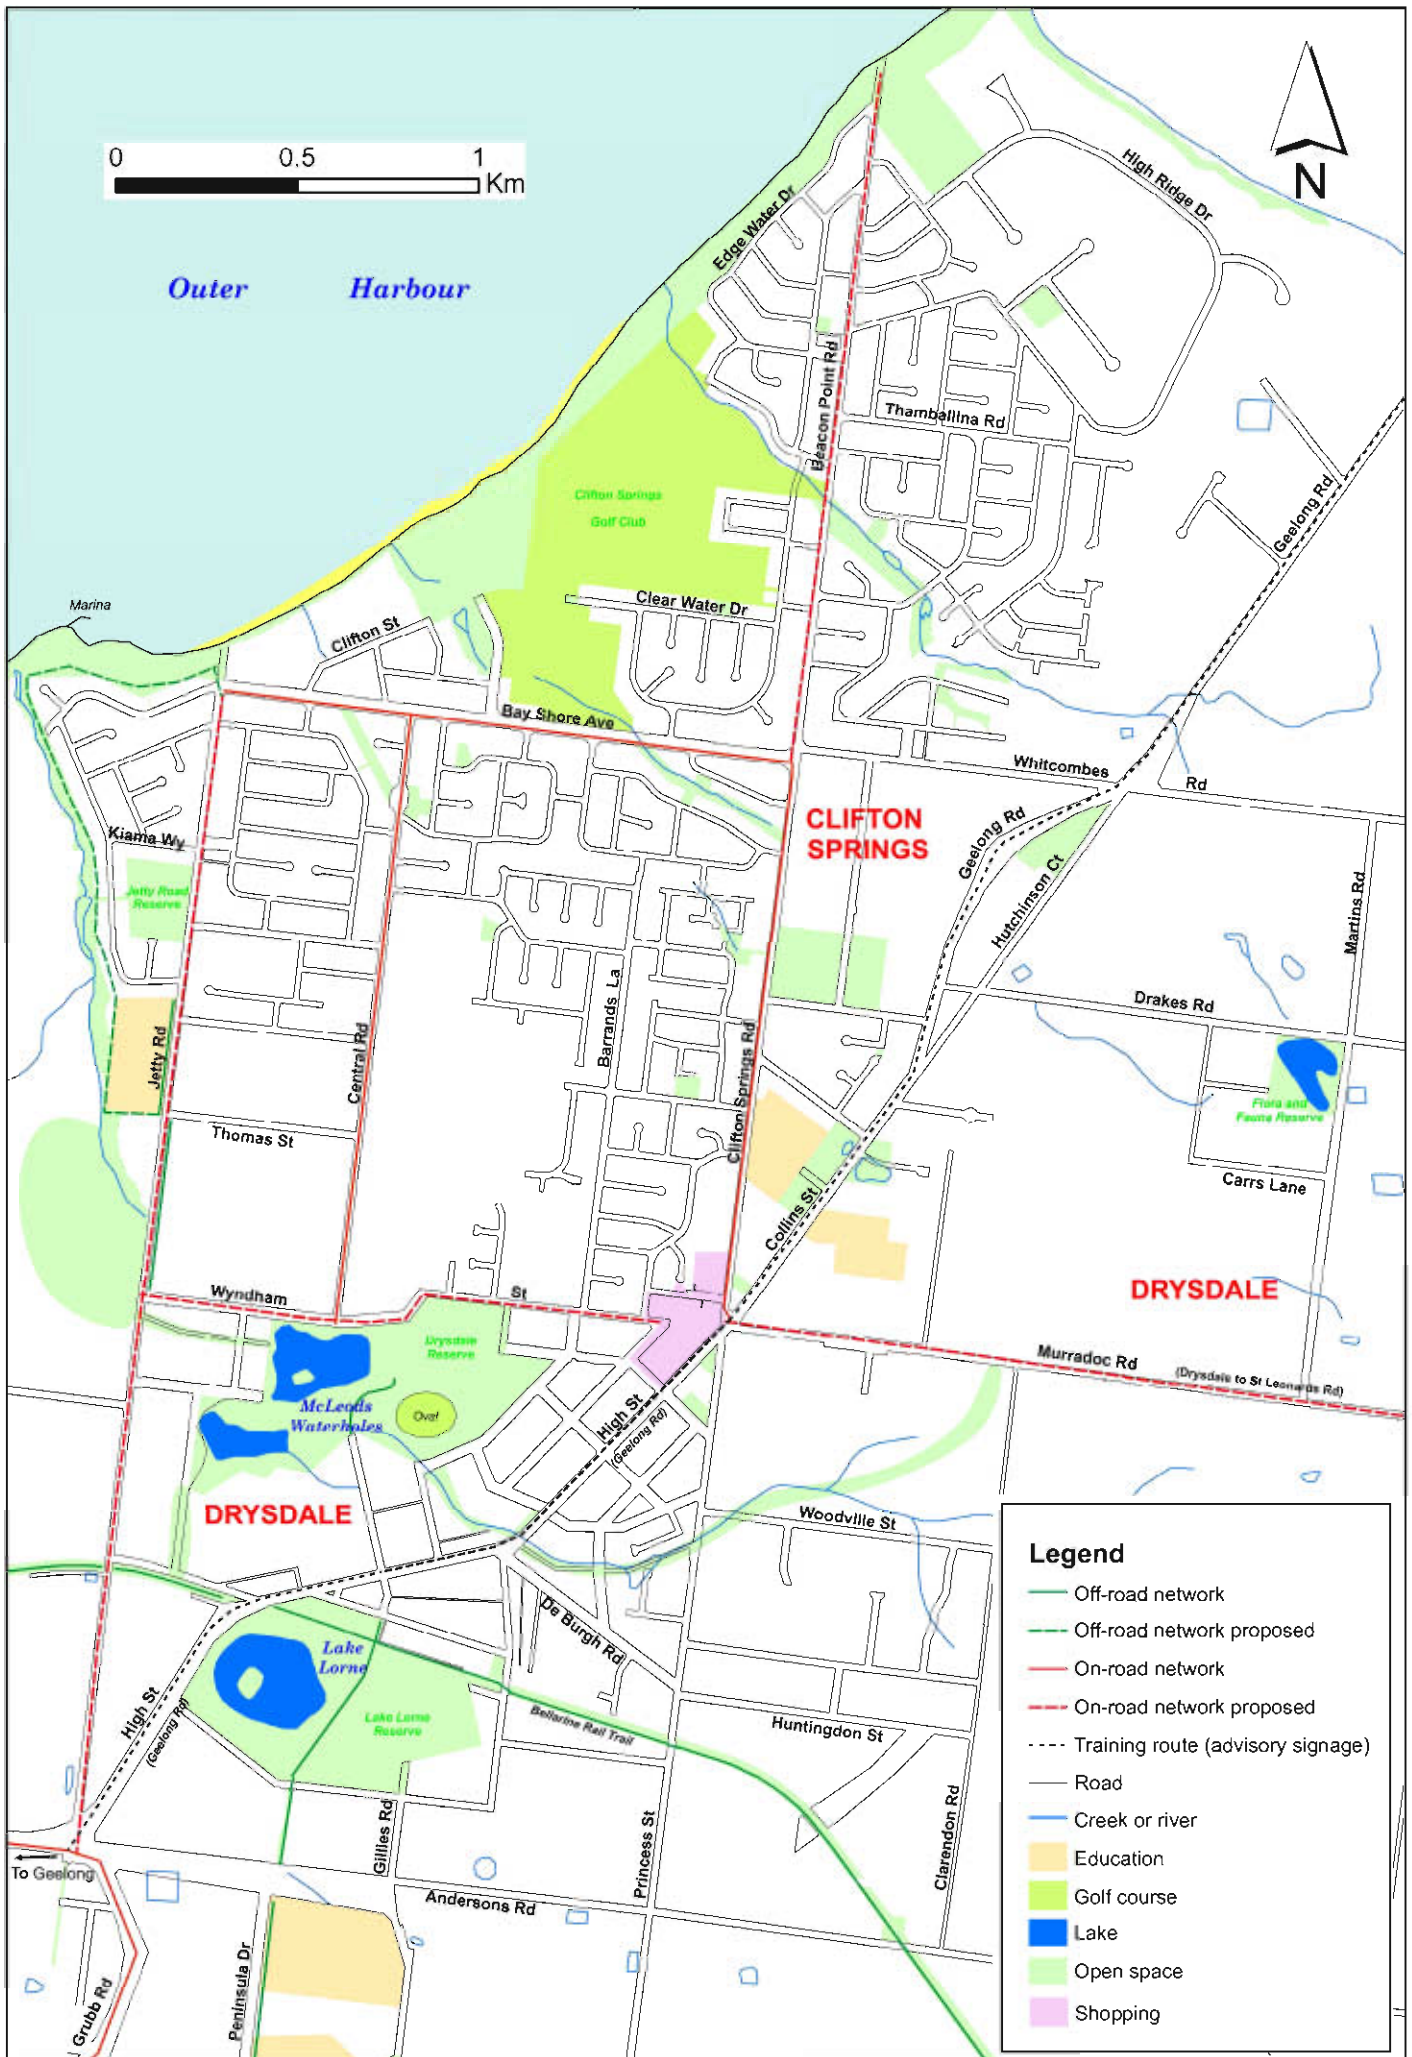 0 0.5 1
Km
N
Outer Harbour
High Ridge Dr
Edge Water Dr
Beacon Point Rd
Thamballina Rd
Geelong Rd
Clifton Springs
Golf Club
Marina
Clifton St
Clear Water Dr
Bay Shore Ave
Whitcombes
Rd
CLIFTON
SPRINGS
Kiama Wy
Jetty Road
Reserve
Geelong Rd
Hutchinson Ct
Martins Rd
Barrands La
Drakes Rd
Jetty Rd
Central Rd
Clifton Springs Rd
Flora and
Fauna Reserve
Thomas St
Carrs Lane
Collins St
Wyndham
St
DRYSDALE
Drysdale
Reserve
Murradoc Rd
(Drysdale to St Leonards Rd)
McLeods
Waterholes
Oval
High St
(Geelong Rd)
DRYSDALE
Woodville St
De Burgh Rd
Lake
Lorne
Lake Lorne
Reserve
High St
(Geelong Rd)
Bellarine Rail Trail
Huntingdon St
Gillies Rd
Princess St
Clarendon Rd
To Geelong
Andersons Rd
Grubb Rd
Peninsula Dr
Legend
Off-road network
Off-road network proposed
On-road network
On-road network proposed
Training route (advisory signage)
Road
Creek or river
Education
Golf course
Lake
Open space
Shopping